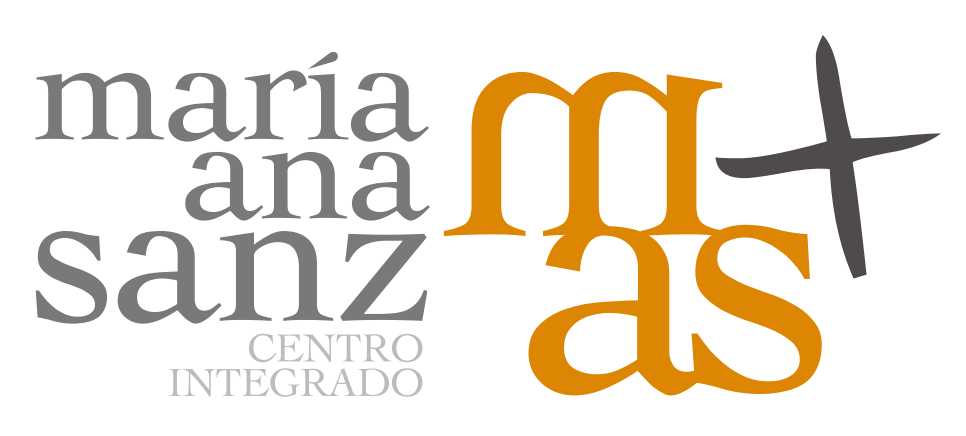 maría
ana
sanz
CENTRO
INTEGRADO
m+
as